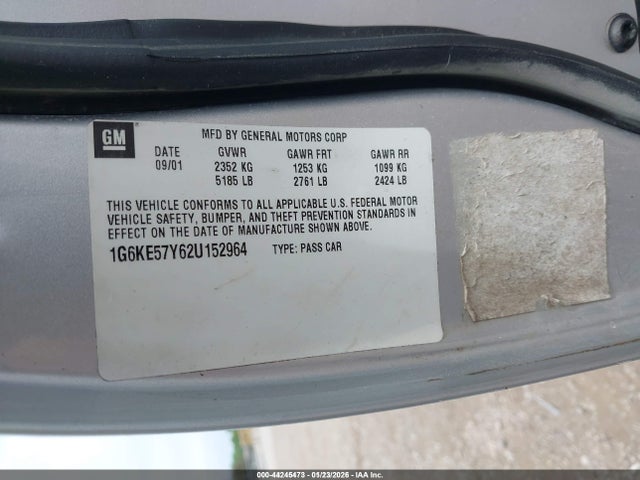 GM
MFD BY GENERAL MOTORS CORP
DATE GVWR GAWR FRT GAWR RR
09/01 2352 KG 1253 KG 1099 KG
5185 LB 2761 LB 2424 LB
THIS VEHICLE CONFORMS TO ALL APPLICABLE U.S. FEDERAL MOTOR
VEHICLE SAFETY, BUMPER, AND THEFT PREVENTION STANDARDS IN
EFFECT ON THE DATE OF MANUFACTURE SHOWN ABOVE.
1G6KE57Y62U152964 TYPE: PASS CAR
000-44245473 - 01/23/2026 - IAA Inc.